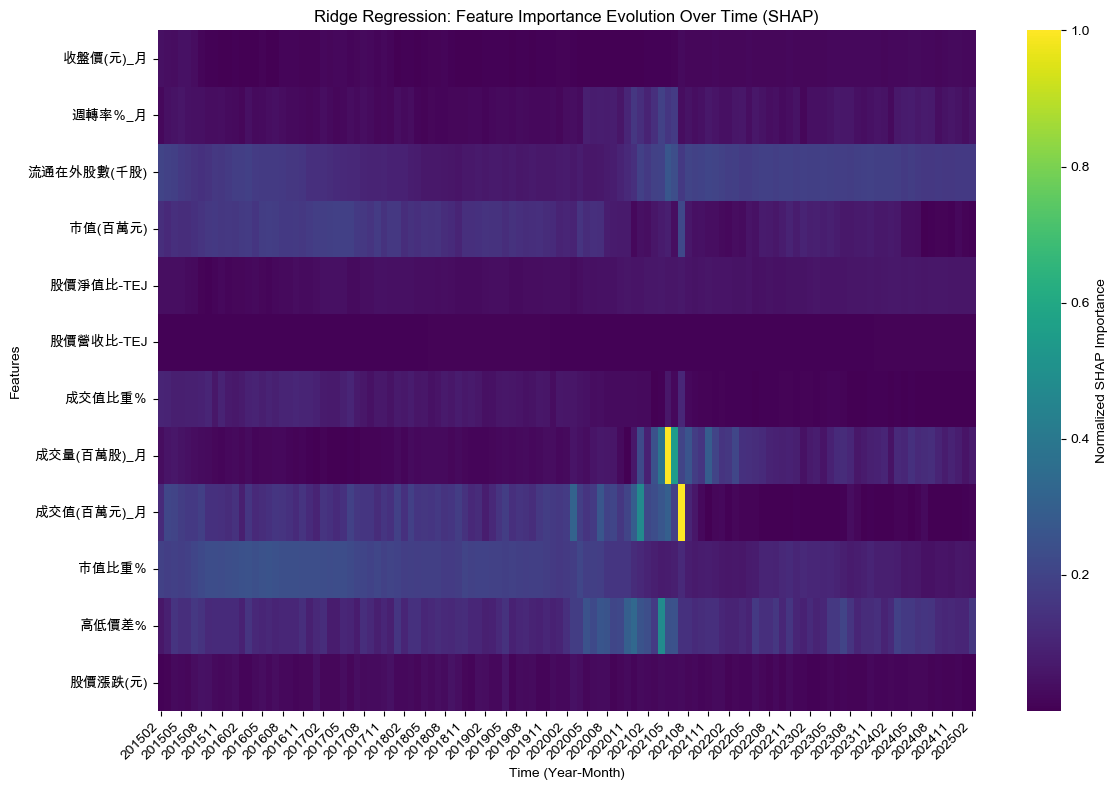 Ridge Regression: Feature Importance Evolution Over Time (SHAP)
收盤價(元)_月
週轉率%_月
流通在外股數(千股)
市值(百萬元)
股價淨值比-TEJ
股價營收比-TEJ
成交值比重%
成交量(百萬股)_月
成交值(百萬元)_月
市值比重%
高低價差%
股價漲跌(元)
Features
201502
201505
201508
201511
201602
201605
201608
201611
201702
201705
201708
201711
201802
201805
201808
201811
201902
201905
201908
201911
202002
202005
202008
202011
202102
202105
202108
202111
202202
202205
202208
202211
202302
202305
202308
202311
202402
202405
202408
202411
202502
Time (Year-Month)
1.0
0.8
0.6
0.4
0.2
Normalized SHAP Importance